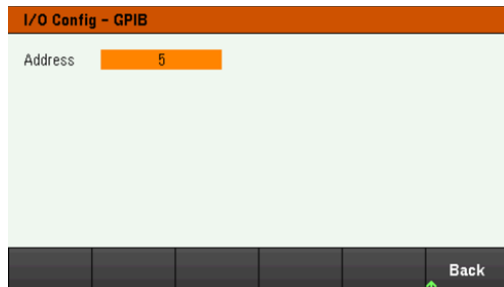 I/O Config – GPIB
Address 5
Back